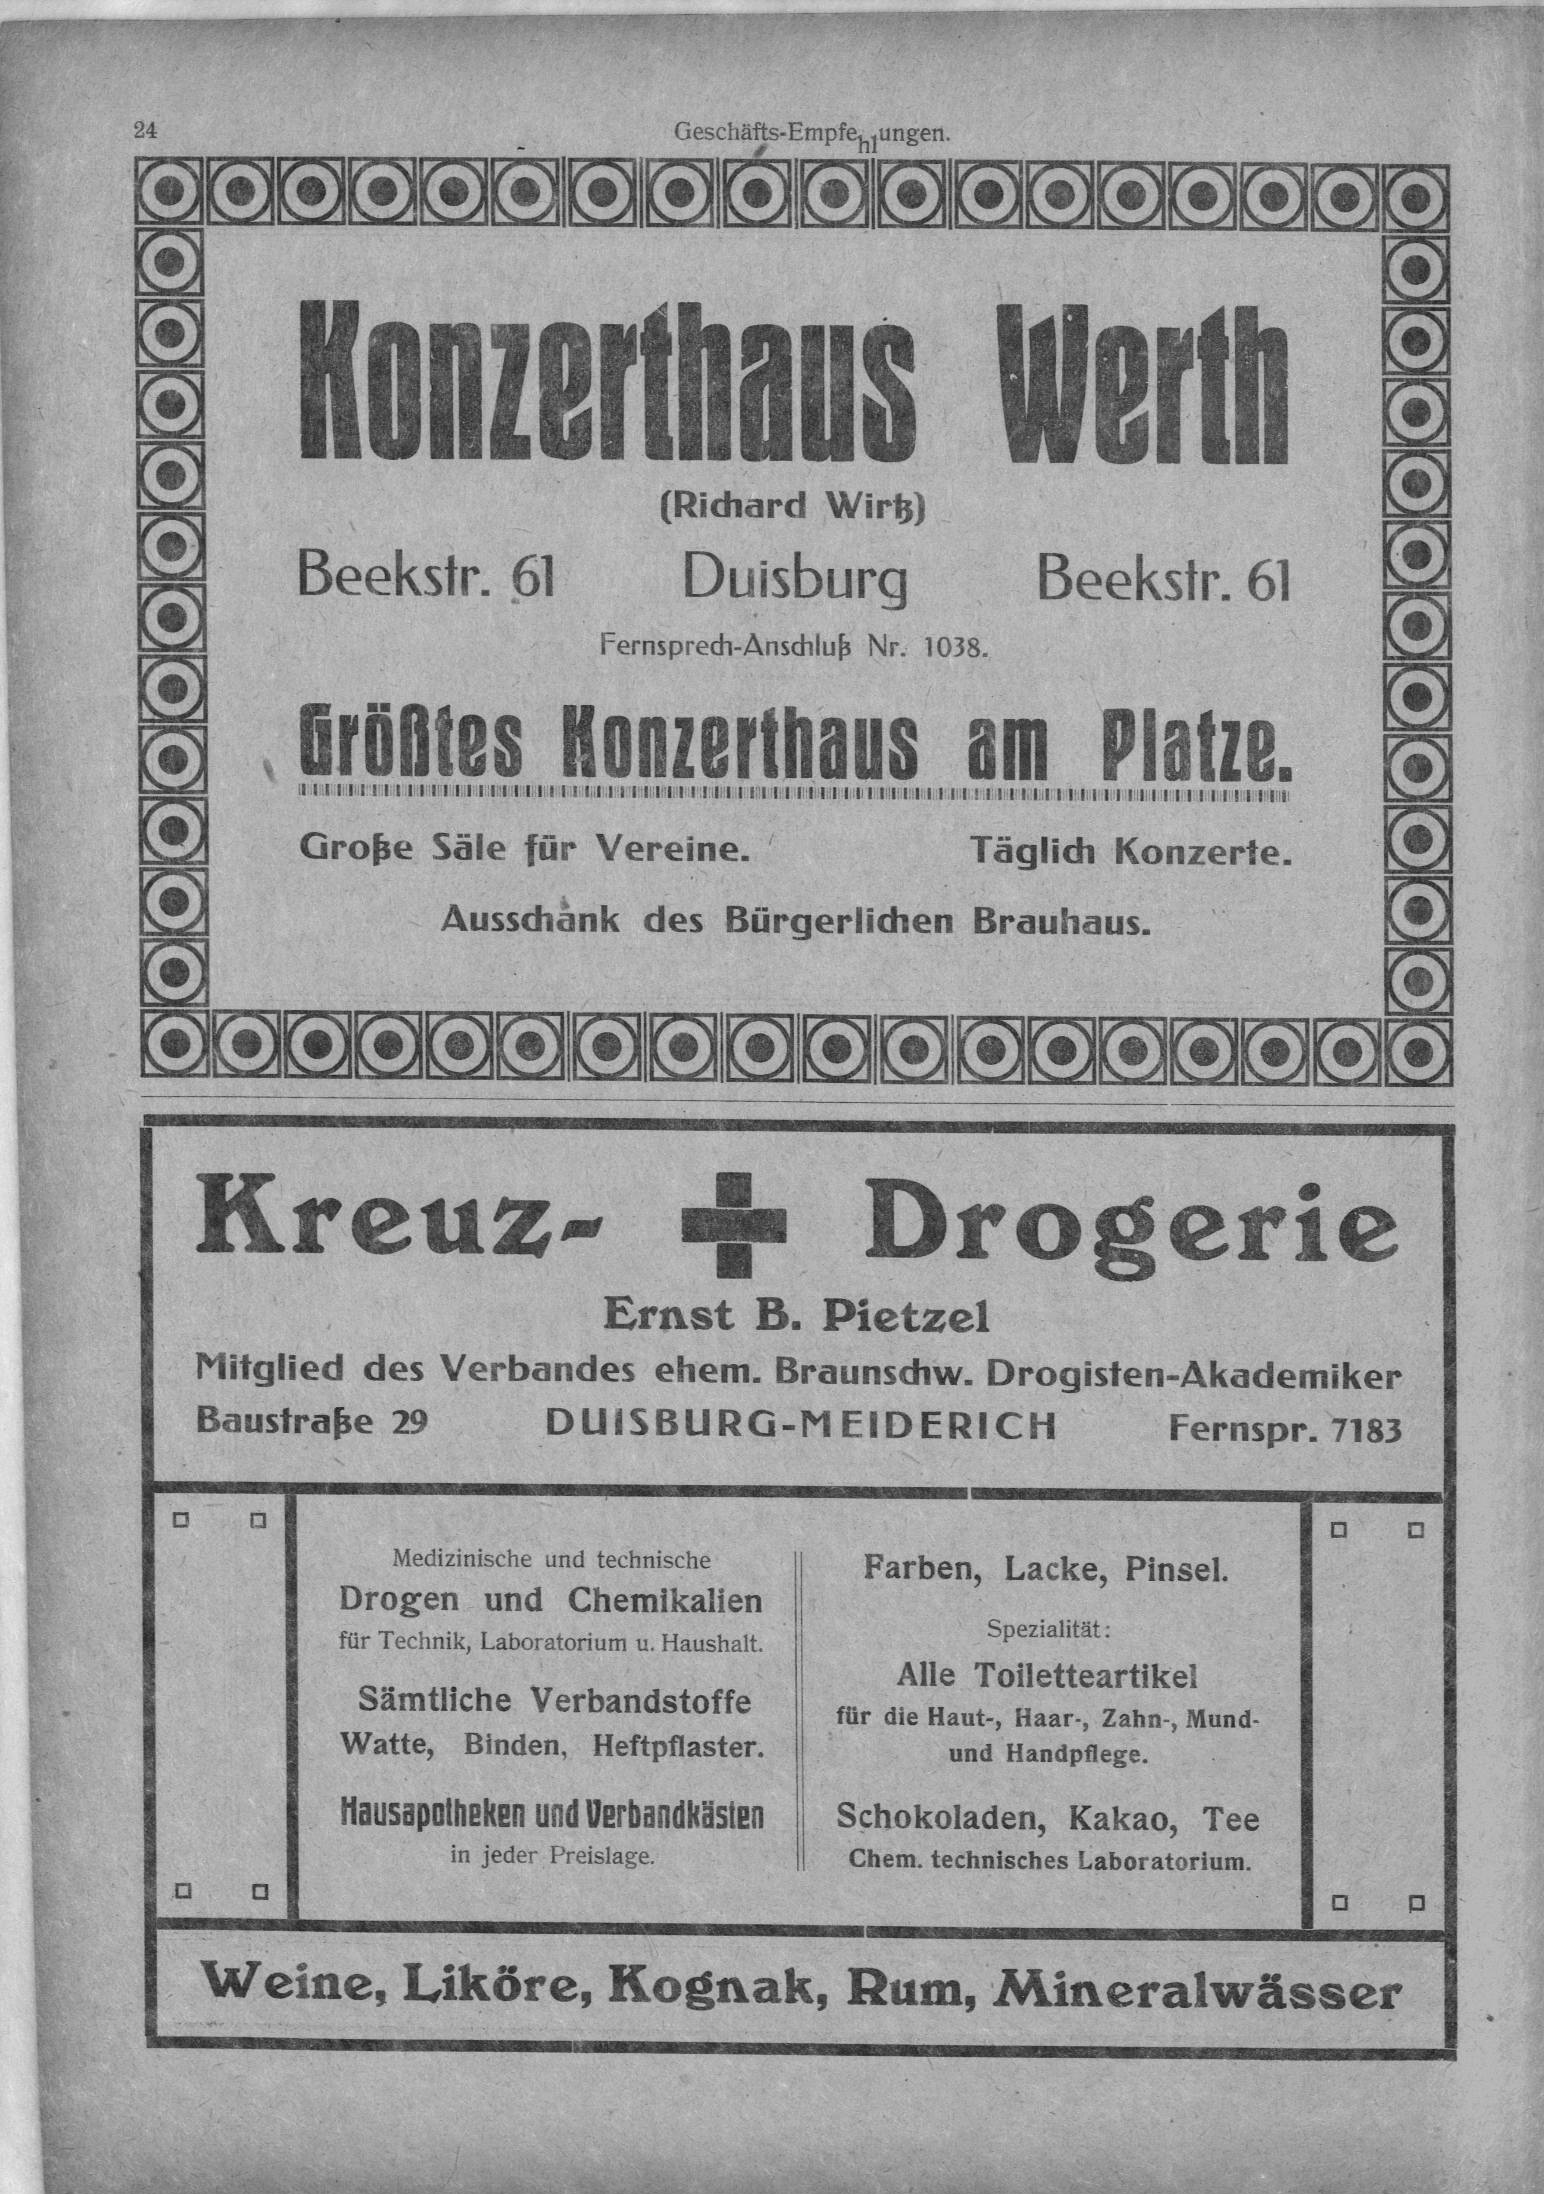 24
Geschäfts-Empfehlungen.
Konzerthaus Werth
(Richard Wirtz)
Beekstr. 61 Duisburg Beekstr. 61
Fernsprech-Anschluß Nr. 1038.
Größtes Konzerthaus am Platze.
Große Säle für Vereine. Täglich Konzerte.
Ausschank des Bürgerlichen Brauhaus.
Kreuz- Drogerie
Ernst B. Pietzel
Mitglied des Verbandes ehem. Braunschw. Drogisten-Akademiker
Baustraße 29 DUISBURG-MEIDERICH Fernspr. 7183
Medizinische und technische
Drogen und Chemikalien
für Technik, Laboratorium u. Haushalt.
Sämtliche Verbandstoffe
Watte, Binden, Heftpflaster.
Hausapotheken und Verbandkästen
in jeder Preislage.
Farben, Lacke, Pinsel.
Spezialität:
Alle Toiletteartikel
für die Haut-, Haar-, Zahn-, Mund-
und Handpflege.
Schokoladen, Kakao, Tee
Chem. technisches Laboratorium.
Weine, Liköre, Kognak, Rum, Mineralwässer